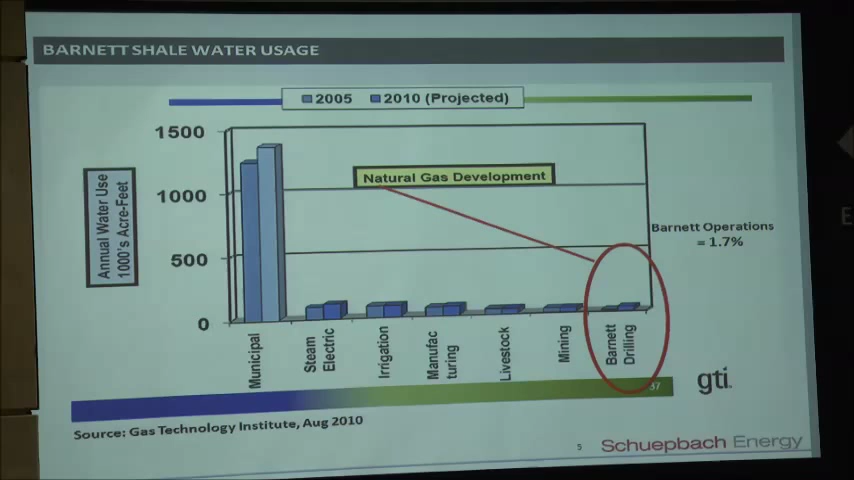 BARNETT SHALE WATER USAGE
2005 2010 (Projected)
1500
1000
500
0
Annual Water Use
1000's Acre-Feet
Natural Gas Development
Barnett Operations
= 1.7%
Municipal
Steam
Electric
Irrigation
Manufac
turing
Livestock
Mining
Barnett
Drilling
37
gti.
Source: Gas Technology Institute, Aug 2010
5
Schuepbach Energy
E